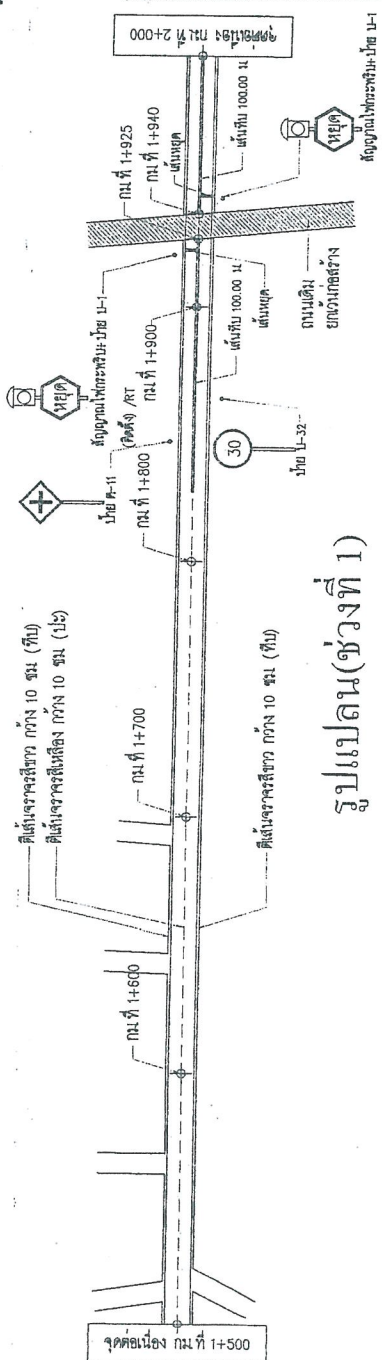 จุดต่อเนื่อง กม.ที่ 1+500
กม.ที่ 1+600
กม.ที่ 1+700
ตีเส้นจราจรสีขาว กว้าง 10 ซม (ทึบ)
ตีเส้นจราจรสีเหลือง กว้าง 10 ซม (ปะ)
ตีเส้นจราจรสีขาว กว้าง 10 ซม (ทึบ)
กม.ที่ 1+800
ป้าย ต-11
(ติดตั้ง) /RT
หยุด
สัญญาณไฟกระพริบ+ป้าย บ-1
กม.ที่ 1+900
30
ป้าย บ-32
เส้นทึบ 100.00 ม
เส้นหยุด
กม.ที่ 1+925
กม.ที่ 1+940
เส้นหยุด
เส้นทึบ 100.00 ม
ถนนเดิม
ยกเว้นก่อสร้าง
หยุด
สัญญาณไฟกระพริบ+ป้าย บ-1
จุดต่อเนื่อง กม.ที่ 2+000
รูปแปลน(ช่วงที่ 1)